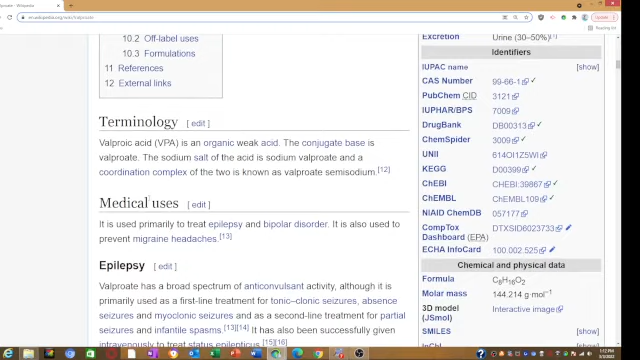 aproate - Wikipedia
en.wikipedia.org/wiki/Valproate
Update
Reading list
10.2 Off-label uses
10.3 Formulations
11 References
12 External links
Terminology [ edit ]
Valproic acid (VPA) is an organic weak acid. The conjugate base is
valproate. The sodium salt of the acid is sodium valproate and a
coordination complex of the two is known as valproate semisodium.[12]
Medical uses [ edit ]
It is used primarily to treat epilepsy and bipolar disorder. It is also used to
prevent migraine headaches.[13]
Epilepsy [ edit ]
Valproate has a broad spectrum of anticonvulsant activity, although it is
primarily used as a first-line treatment for tonic–clonic seizures, absence
seizures and myoclonic seizures and as a second-line treatment for partial
seizures and infantile spasms.[13][14] It has also been successfully given
intravenously to treat status epilepticus.[15][16]
Excretion Urine (30–50%)
Identifiers
IUPAC name [show]
CAS Number 99-66-1
PubChem CID 3121
IUPHAR/BPS 7009
DrugBank DB00313
ChemSpider 3009
UNII 614OI1Z5WI
KEGG D00399
ChEBI CHEBI:39867
ChEMBL ChEMBL109
NIAID ChemDB 057177
CompTox DTXSID6023733
Dashboard (EPA)
ECHA InfoCard 100.002.525
Chemical and physical data
Formula C8H16O2
Molar mass 144.214 g·mol−1
3D model Interactive image
(JSmol)
SMILES [show]
InChI [show]
1:12 PM